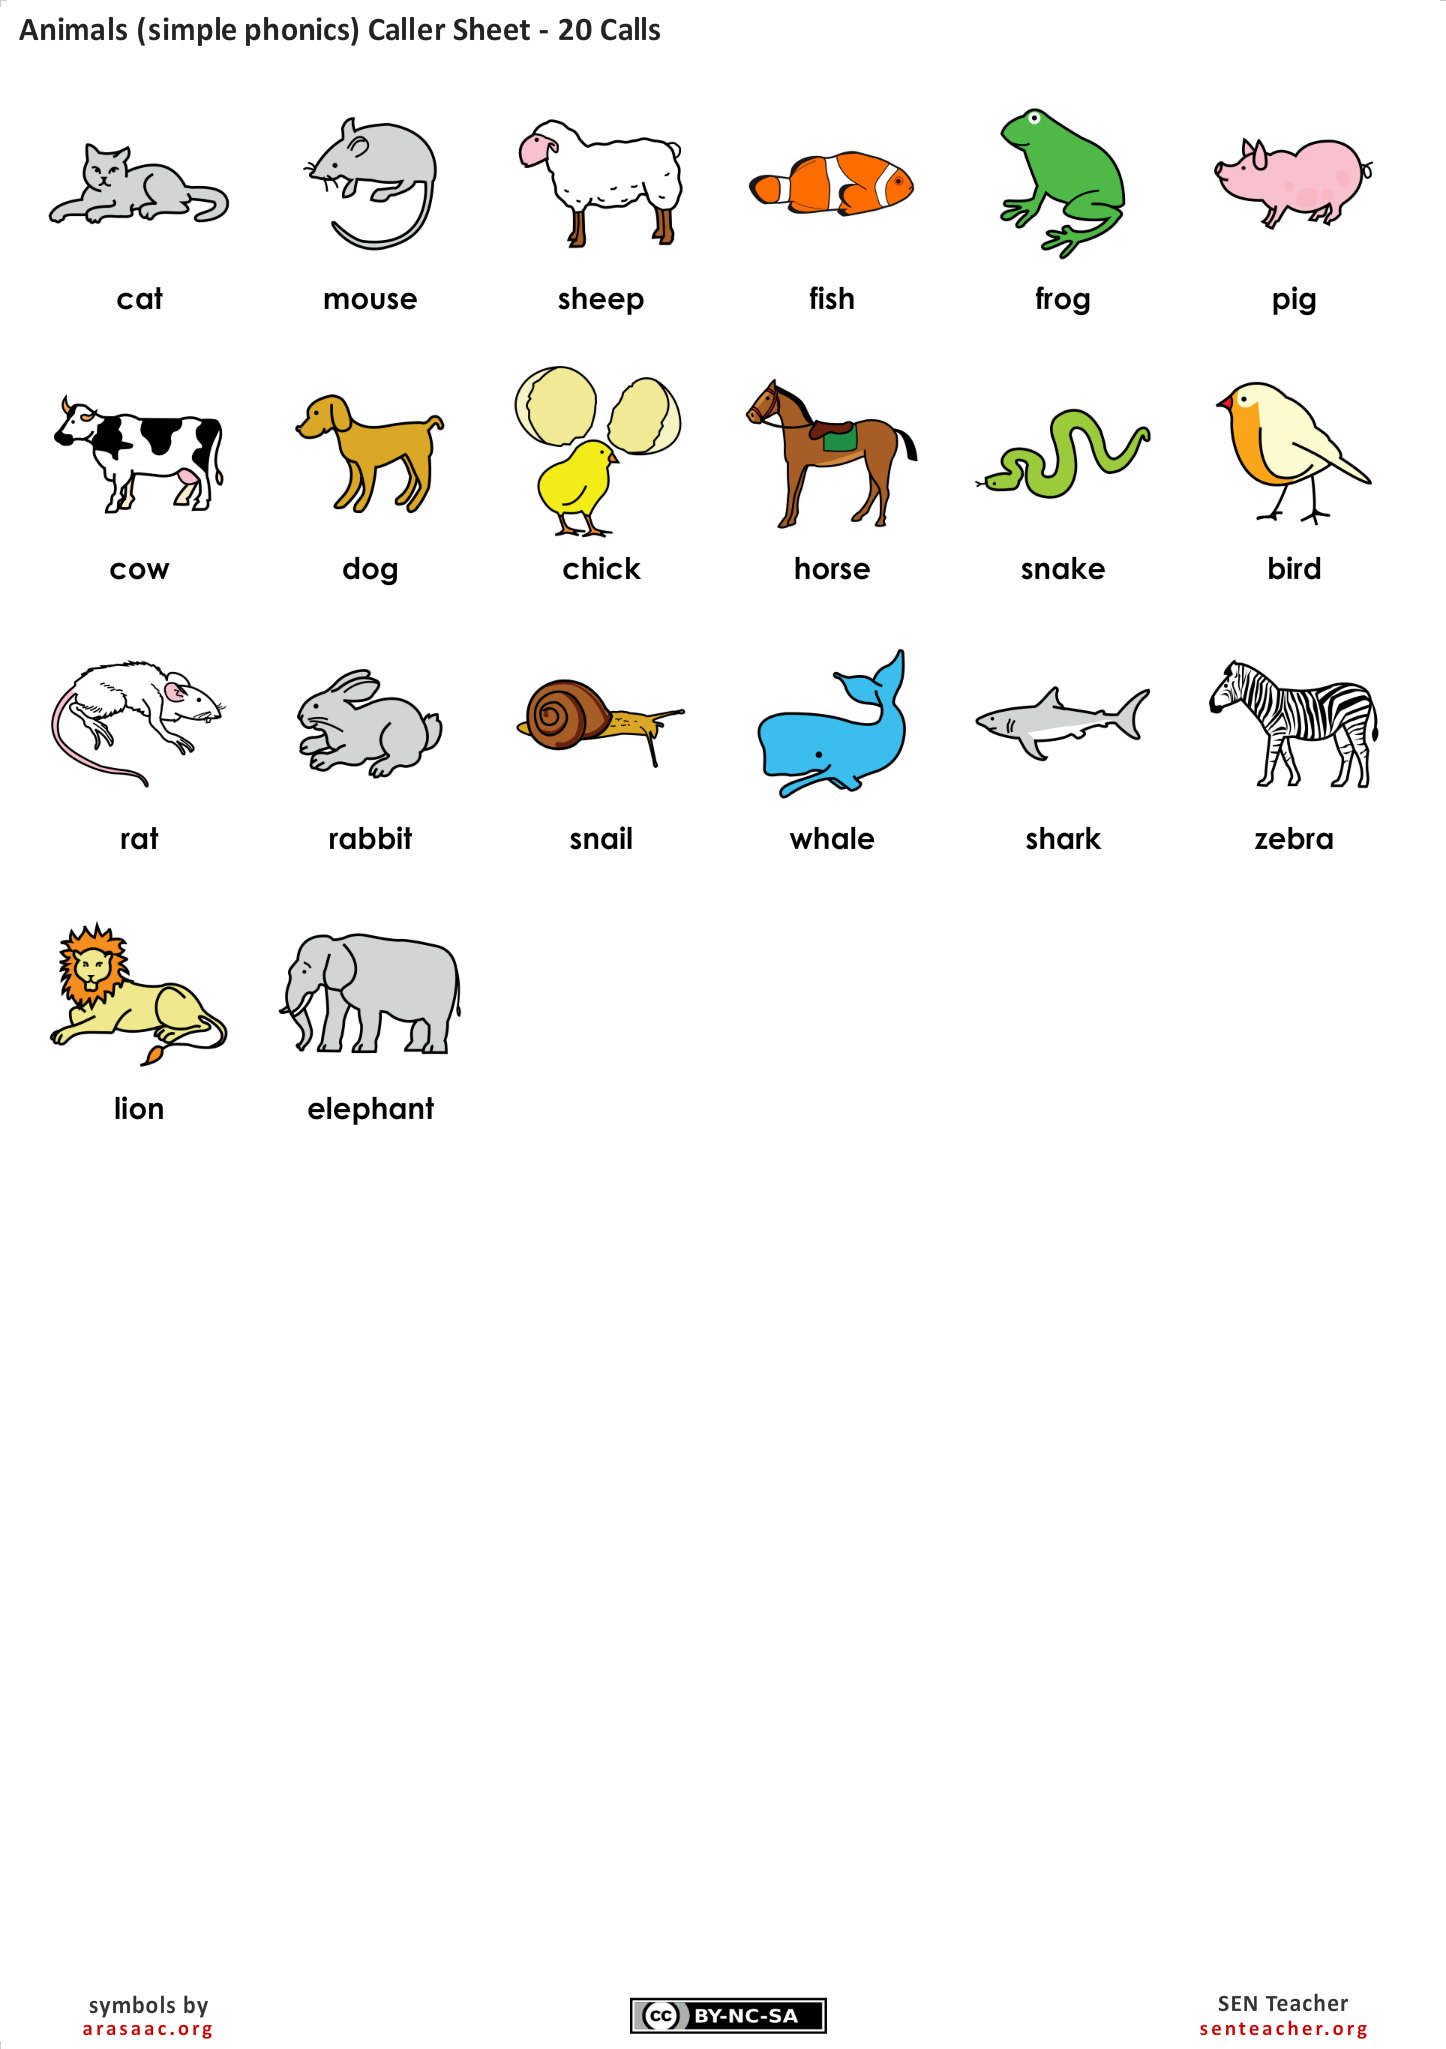 Animals (simple phonics) Caller Sheet - 20 Calls
cat mouse sheep fish frog pig
cow dog chick horse snake bird
rat rabbit snail whale shark zebra
lion elephant
symbols by
arasaac.org
cc BY-NC-SA
SEN Teacher
senteacher.org